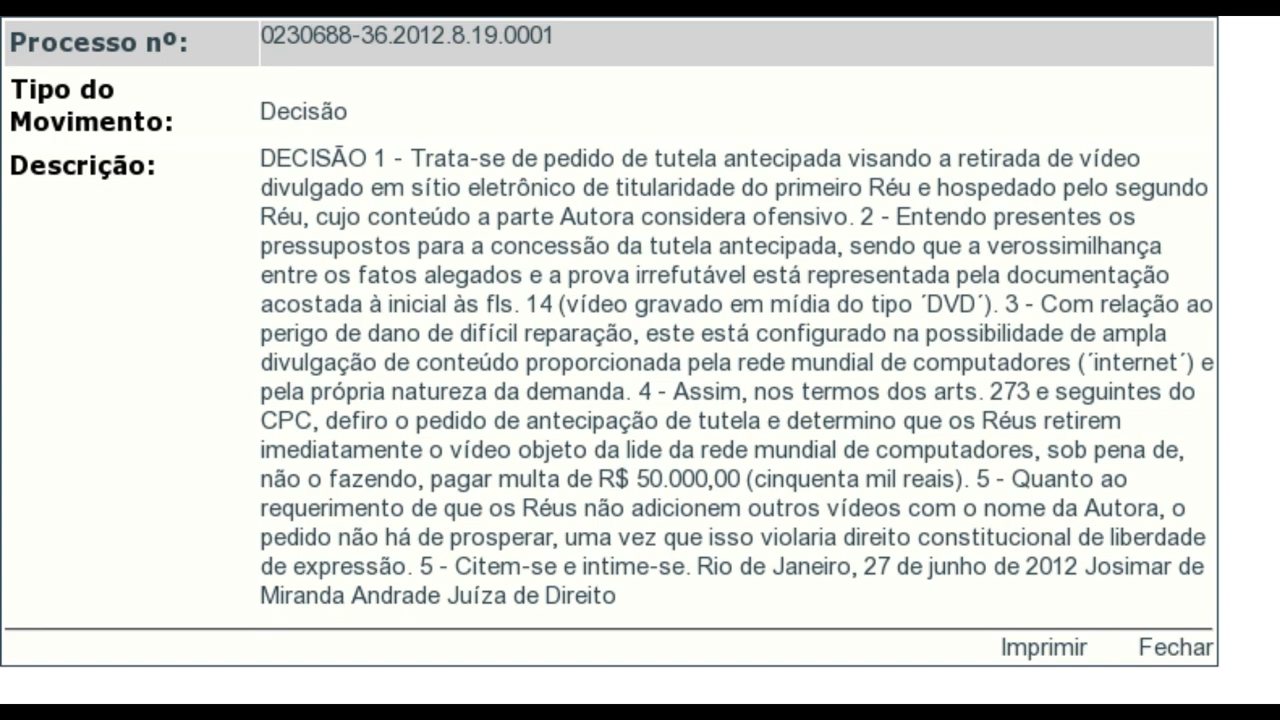 Processo nº: 0230688-36.2012.8.19.0001
Tipo do
Movimento: Decisão
Descrição: DECISÃO 1 - Trata-se de pedido de tutela antecipada visando a retirada de vídeo
divulgado em sítio eletrônico de titularidade do primeiro Réu e hospedado pelo segundo
Réu, cujo conteúdo a parte Autora considera ofensivo. 2 - Entendo presentes os
pressupostos para a concessão da tutela antecipada, sendo que a verossimilhança
entre os fatos alegados e a prova irrefutável está representada pela documentação
acostada à inicial às fls. 14 (vídeo gravado em mídia do tipo ´DVD´). 3 - Com relação ao
perigo de dano de difícil reparação, este está configurado na possibilidade de ampla
divulgação de conteúdo proporcionada pela rede mundial de computadores (´internet´) e
pela própria natureza da demanda. 4 - Assim, nos termos dos arts. 273 e seguintes do
CPC, defiro o pedido de antecipação de tutela e determino que os Réus retirem
imediatamente o vídeo objeto da lide da rede mundial de computadores, sob pena de,
não o fazendo, pagar multa de R$ 50.000,00 (cinquenta mil reais). 5 - Quanto ao
requerimento de que os Réus não adicionem outros vídeos com o nome da Autora, o
pedido não há de prosperar, uma vez que isso violaria direito constitucional de liberdade
de expressão. 5 - Citem-se e intime-se. Rio de Janeiro, 27 de junho de 2012 Josimar de
Miranda Andrade Juíza de Direito
Imprimir Fechar